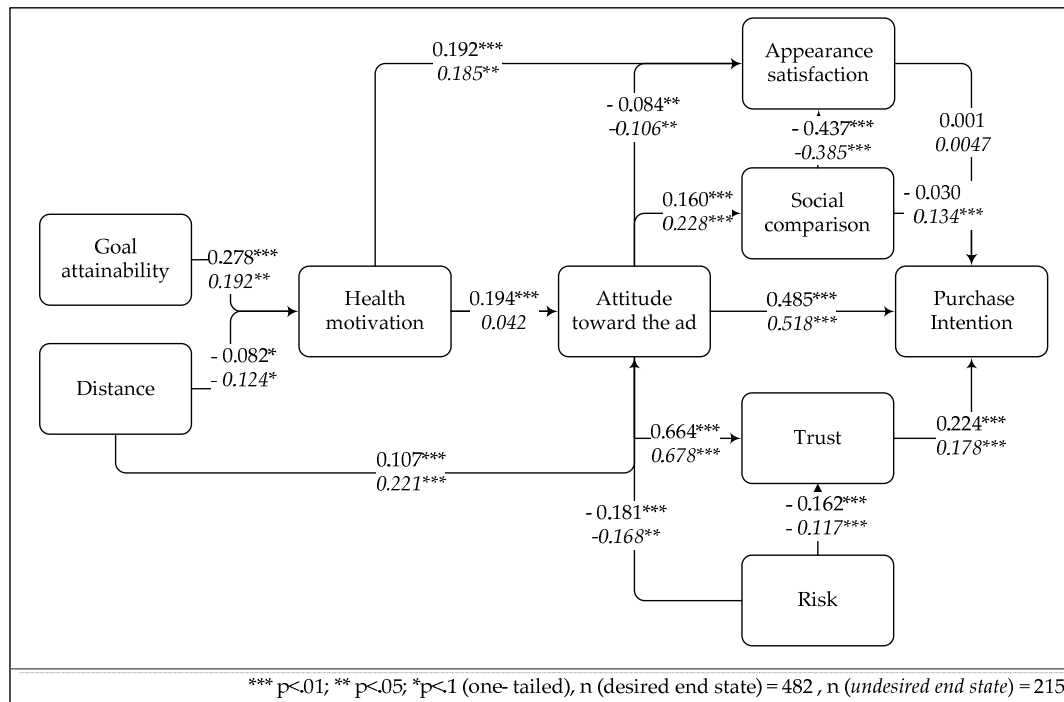 0.192***
0.185**
Appearance
satisfaction
- 0.084**
-0.106**
- 0.437***
-0.385***
0.001
0.0047
0.160***
0.228***
Social
comparison
- 0.030
0.134***
Goal
attainability
0.278***
0.192**
Health
motivation
0.194***
0.042
Attitude
toward the ad
0.485***
0.518***
Purchase
Intention
Distance
- 0.082*
- 0.124*
0.664***
0.678***
Trust
0.224***
0.178***
0.107***
0.221***
- 0.181***
-0.168**
- 0.162***
- 0.117***
Risk
*** p<.01; ** p<.05; *p<.1 (one- tailed), n (desired end state) = 482 , n (undesired end state) = 215